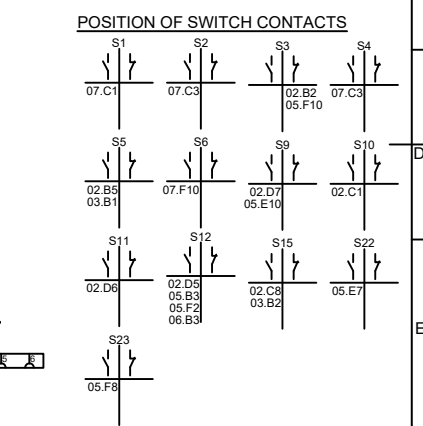 POSITION OF SWITCH CONTACTS
S1 S2 S3 S4
07.C1 07.C3 02.B2 07.C3
05.F10
D
S5 S6 S9 S10
02.B5 07.F10 02.D7 02.C1
03.B1 05.E10
S11 S12 S15 S22
02.D6 02.D5 02.C8 05.E7
05.B3 03.B2
05.F2
06.B3
E
S23
5 6
05.F8